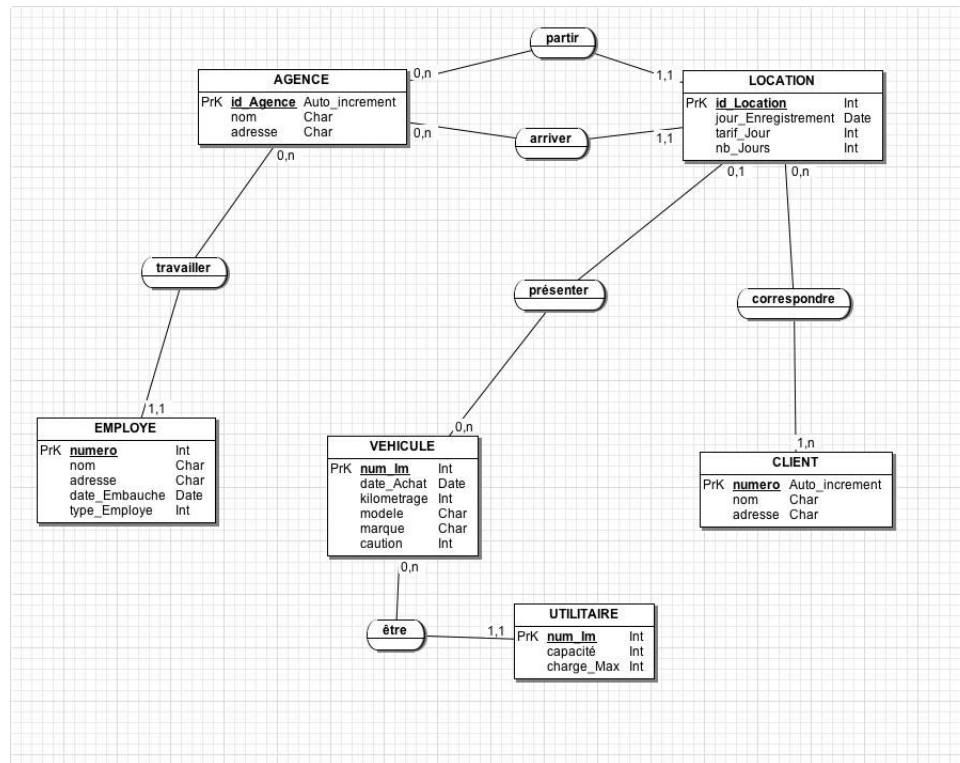 partir
0,n
1,1
AGENCE
PrK id_Agence Auto_increment
nom Char
adresse Char
LOCATION
PrK id_Location Int
jour_Enregistrement Date
tarif_Jour Int
nb_Jours Int
0,n
arriver
1,1
0,n
0,1
0,n
travailler
présenter
correspondre
1,1
EMPLOYE
PrK numero Int
nom Char
adresse Char
date_Embauche Date
type_Employe Int
0,n
VEHICULE
PrK num_Im Int
date_Achat Date
kilometrage Int
modele Char
marque Char
caution Int
1,n
CLIENT
PrK numero Auto_increment
nom Char
adresse Char
0,n
être
1,1
UTILITAIRE
PrK num_Im Int
capacité Int
charge_Max Int